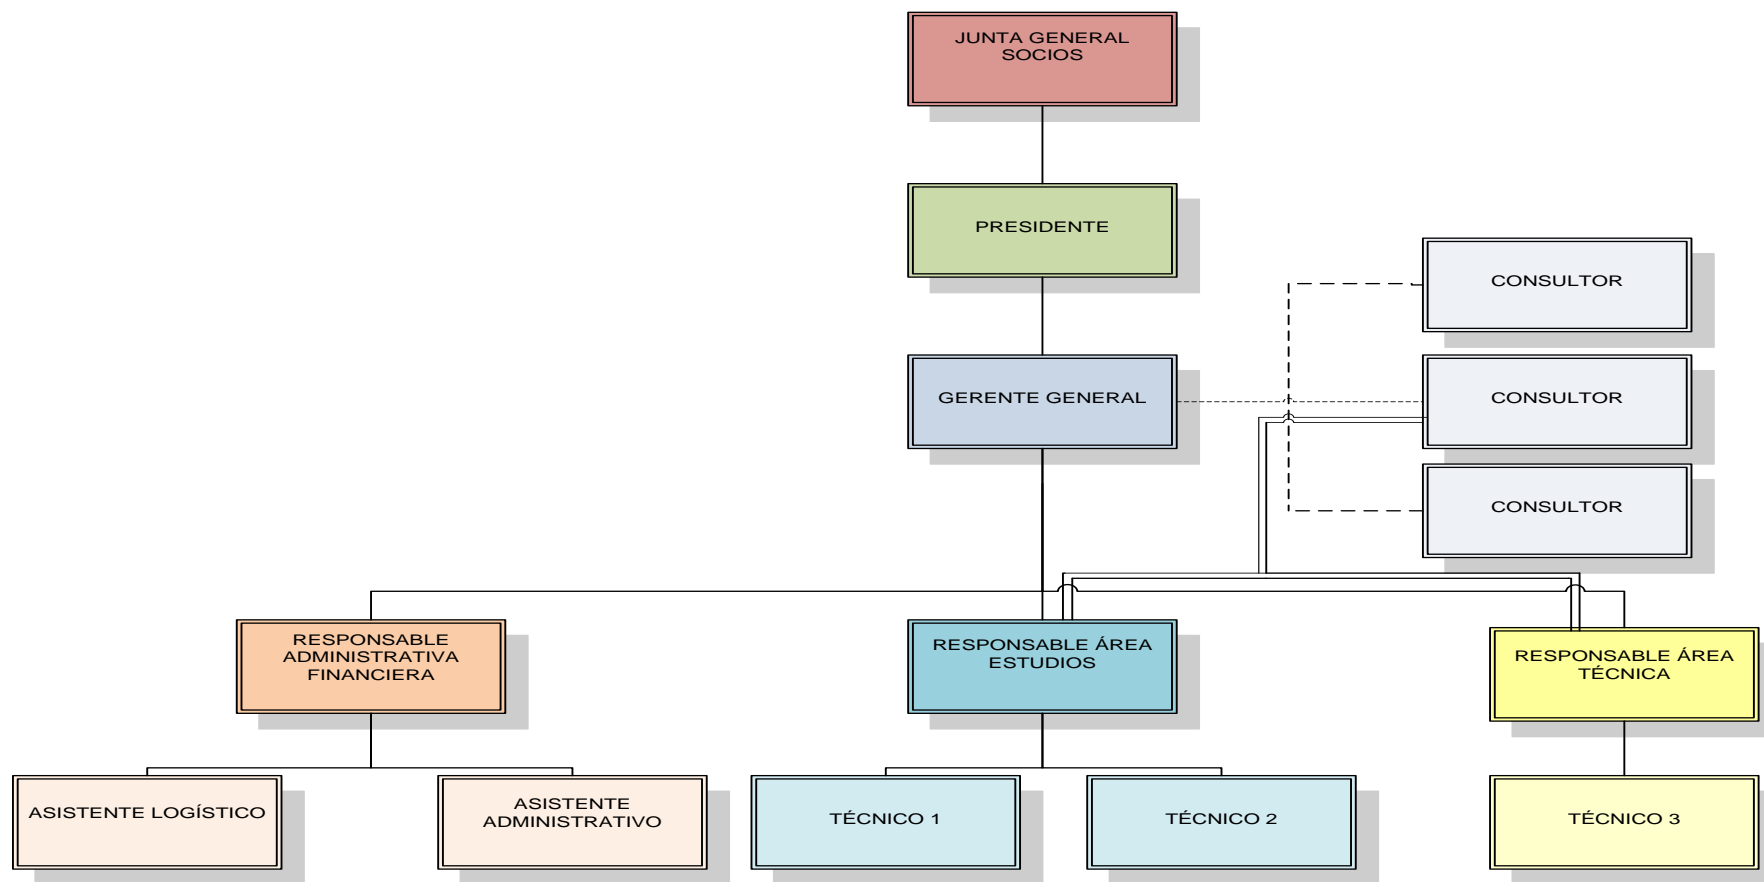 JUNTA GENERAL
SOCIOS
PRESIDENTE
CONSULTOR
GERENTE GENERAL
CONSULTOR
CONSULTOR
RESPONSABLE
ADMINISTRATIVA
FINANCIERA
RESPONSABLE ÁREA
ESTUDIOS
RESPONSABLE ÁREA
TÉCNICA
ASISTENTE LOGÍSTICO
ASISTENTE
ADMINISTRATIVO
TÉCNICO 1
TÉCNICO 2
TÉCNICO 3